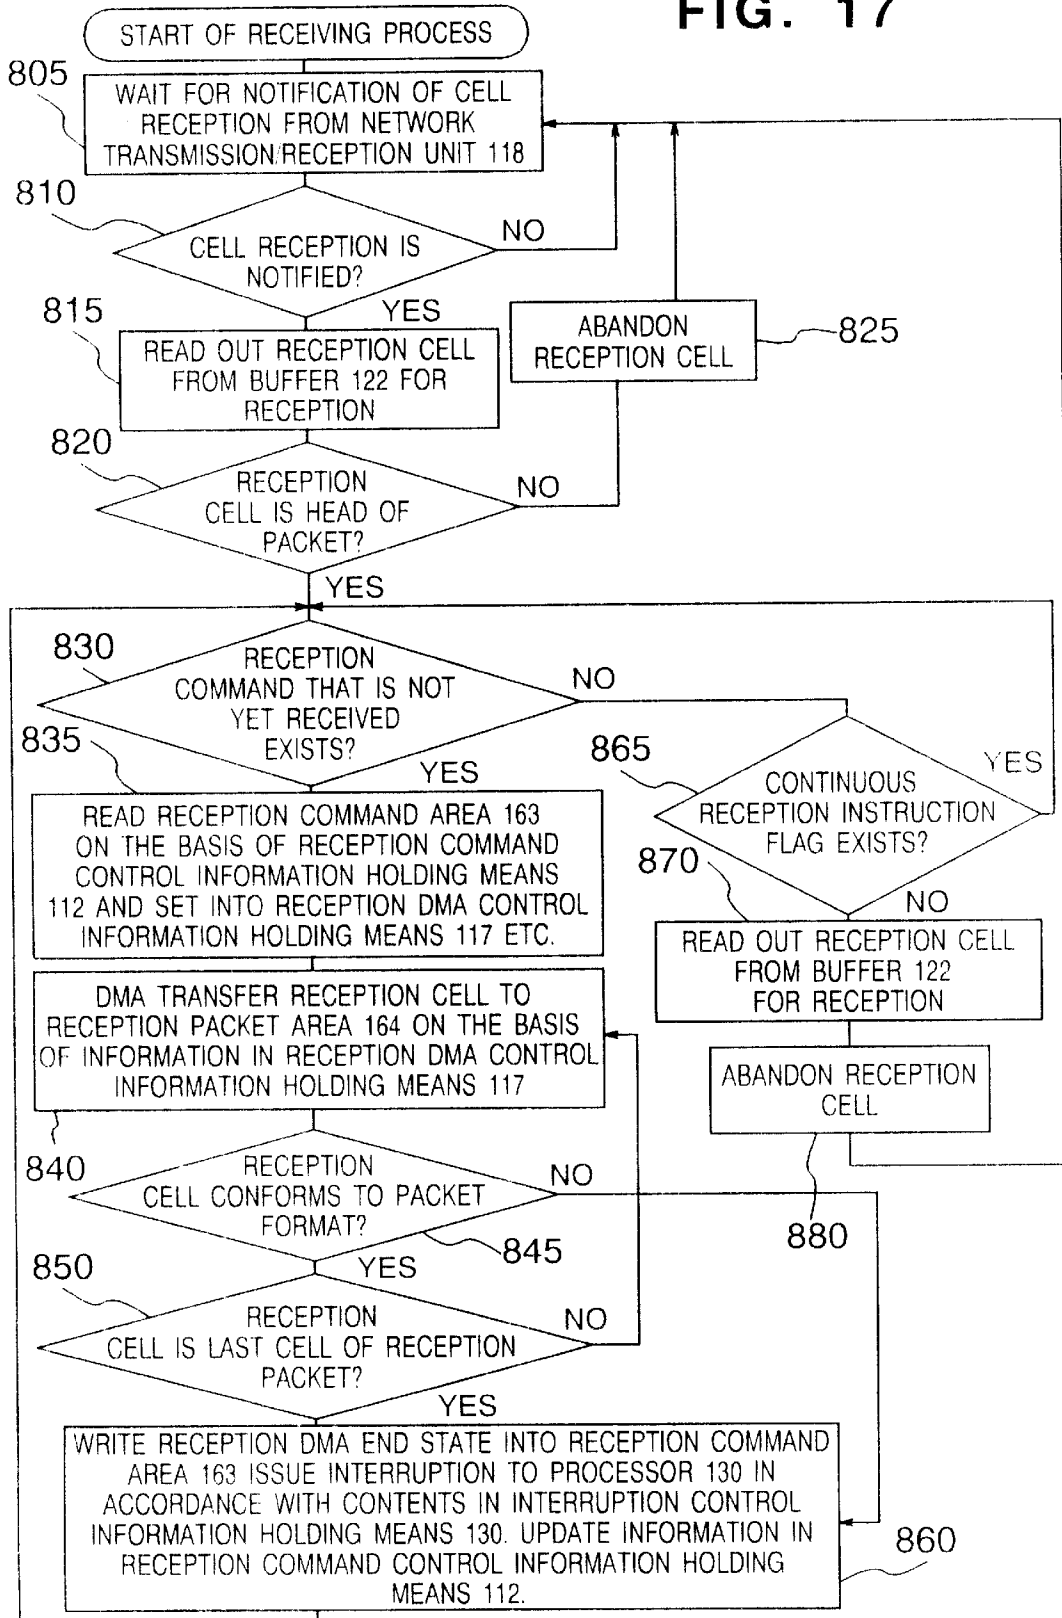 FIG. 17
START OF RECEIVING PROCESS
805
WAIT FOR NOTIFICATION OF CELL
RECEPTION FROM NETWORK
TRANSMISSION/RECEPTION UNIT 118
810
CELL RECEPTION IS
NOTIFIED?
NO
YES
815
READ OUT RECEPTION CELL
FROM BUFFER 122 FOR
RECEPTION
ABANDON
RECEPTION CELL
825
820
RECEPTION
CELL IS HEAD OF
PACKET?
NO
YES
830
RECEPTION
COMMAND THAT IS NOT
YET RECEIVED
EXISTS?
NO
YES
865
CONTINUOUS
RECEPTION INSTRUCTION
FLAG EXISTS?
YES
NO
835
READ RECEPTION COMMAND AREA 163
ON THE BASIS OF RECEPTION COMMAND
CONTROL INFORMATION HOLDING MEANS
112 AND SET INTO RECEPTION DMA CONTROL
INFORMATION HOLDING MEANS 117 ETC.
870
READ OUT RECEPTION CELL
FROM BUFFER 122
FOR RECEPTION
DMA TRANSFER RECEPTION CELL TO
RECEPTION PACKET AREA 164 ON THE BASIS
OF INFORMATION IN RECEPTION DMA CONTROL
INFORMATION HOLDING MEANS 117
840
ABANDON RECEPTION
CELL
880
RECEPTION
CELL CONFORMS TO PACKET
FORMAT?
NO
845
YES
850
RECEPTION
CELL IS LAST CELL OF RECEPTION
PACKET?
NO
YES
WRITE RECEPTION DMA END STATE INTO RECEPTION COMMAND
AREA 163 ISSUE INTERRUPTION TO PROCESSOR 130 IN
ACCORDANCE WITH CONTENTS IN INTERRUPTION CONTROL
INFORMATION HOLDING MEANS 130. UPDATE INFORMATION IN
RECEPTION COMMAND CONTROL INFORMATION HOLDING
MEANS 112.
860